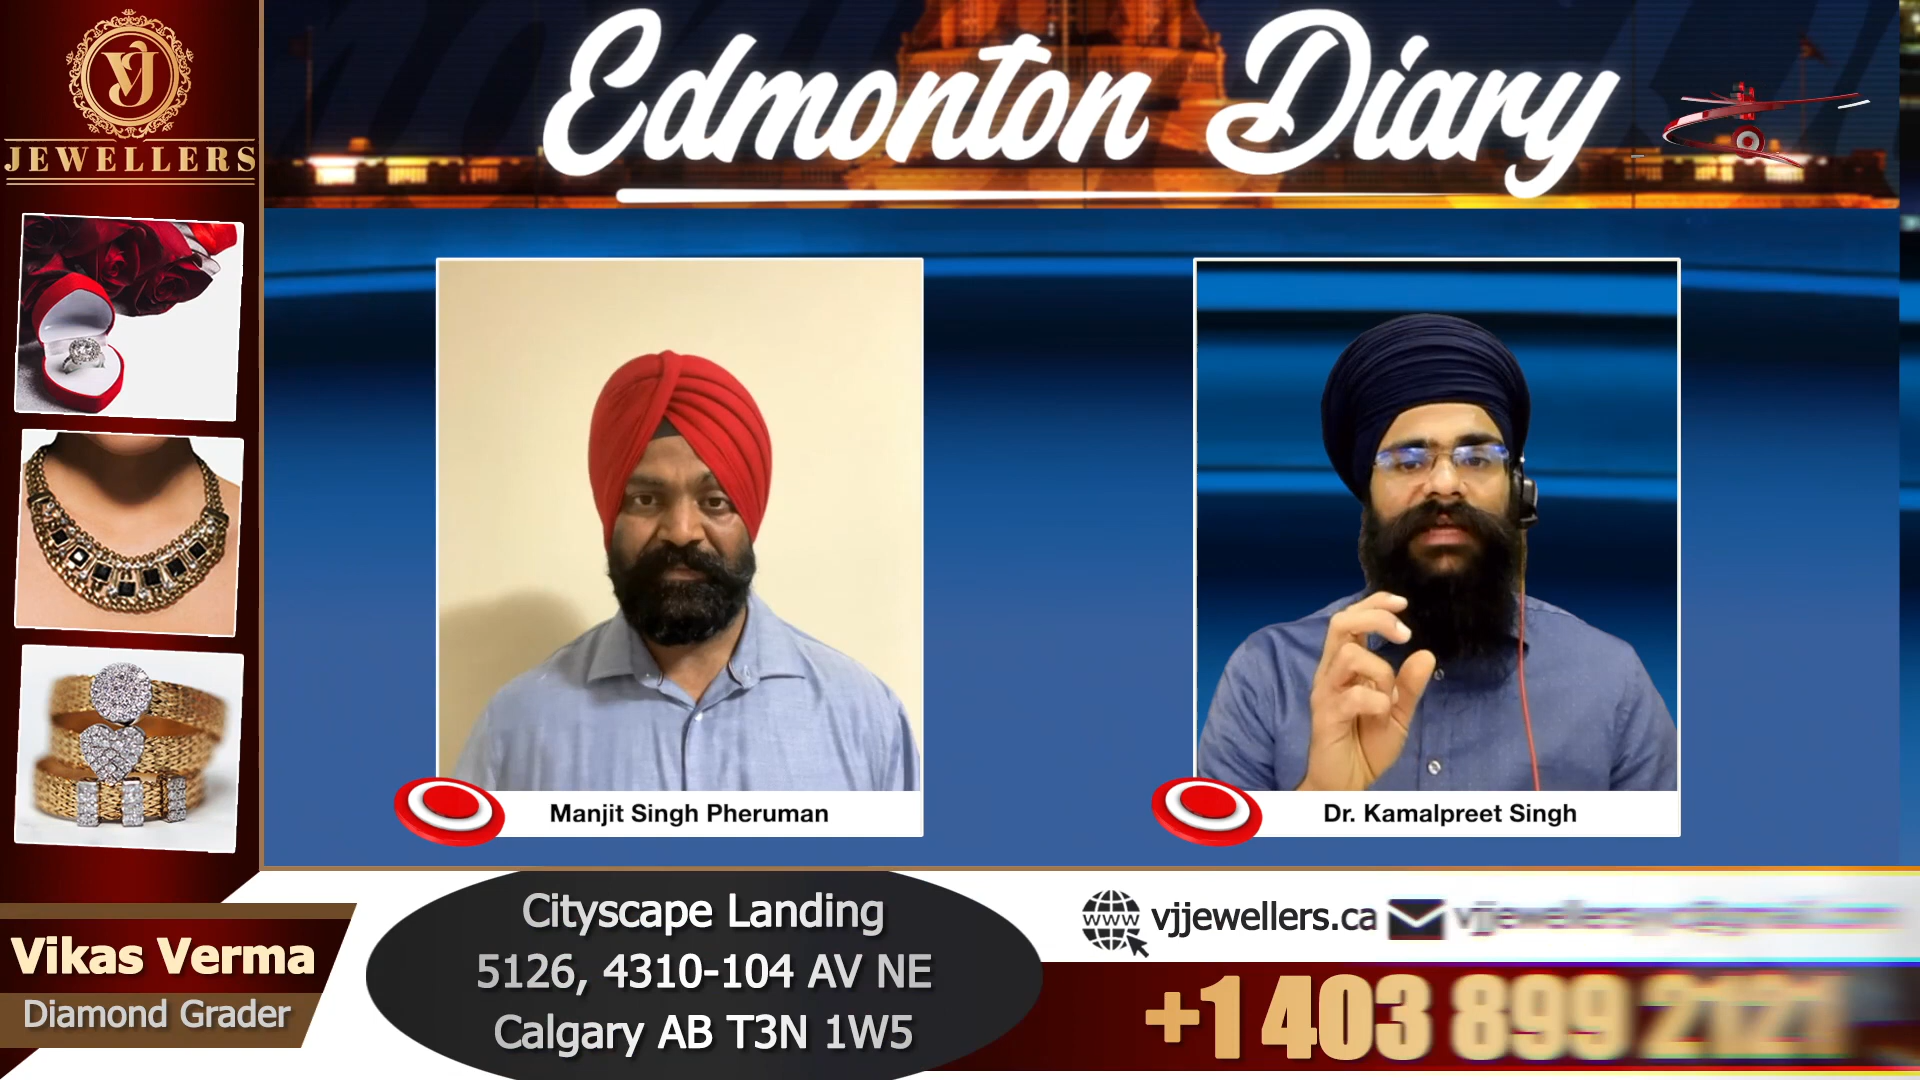 VJ
JEWELLERS
Edmonton Diary
Manjit Singh Pheruman
Dr. Kamalpreet Singh
Vikas Verma
Diamond Grader
Cityscape Landing
5126, 4310-104 AV NE
Calgary AB T3N 1W5
www vjjewellers.ca
+1 403 899 2121